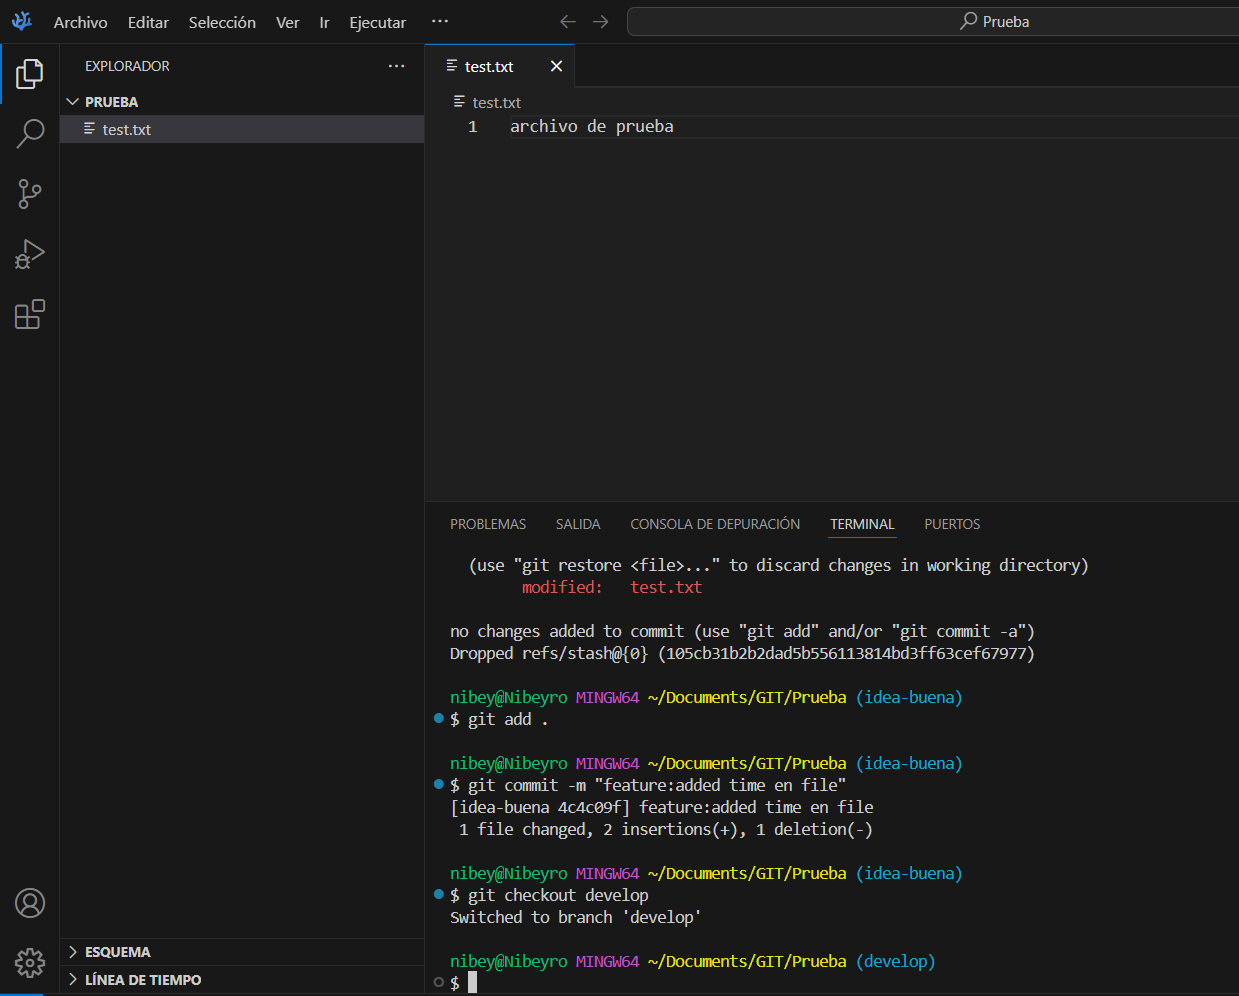 Archivo Editar Selección Ver Ir Ejecutar ··· Prueba
EXPLORADOR ···
PRUEBA
test.txt
test.txt
test.txt
1 archivo de prueba
PROBLEMAS SALIDA CONSOLA DE DEPURACIÓN TERMINAL PUERTOS
(use "git restore <file>..." to discard changes in working directory)
modified: test.txt
no changes added to commit (use "git add" and/or "git commit -a")
Dropped refs/stash@{0} (105cb31b2b2dad5b556113814bd3ff63cef67977)
nibey@Nibeyro MINGW64 ~/Documents/GIT/Prueba (idea-buena)
$ git add .
nibey@Nibeyro MINGW64 ~/Documents/GIT/Prueba (idea-buena)
$ git commit -m "feature:added time en file"
[idea-buena 4c4c09f] feature:added time en file
1 file changed, 2 insertions(+), 1 deletion(-)
nibey@Nibeyro MINGW64 ~/Documents/GIT/Prueba (idea-buena)
$ git checkout develop
Switched to branch 'develop'
nibey@Nibeyro MINGW64 ~/Documents/GIT/Prueba (develop)
$
ESQUEMA
LÍNEA DE TIEMPO